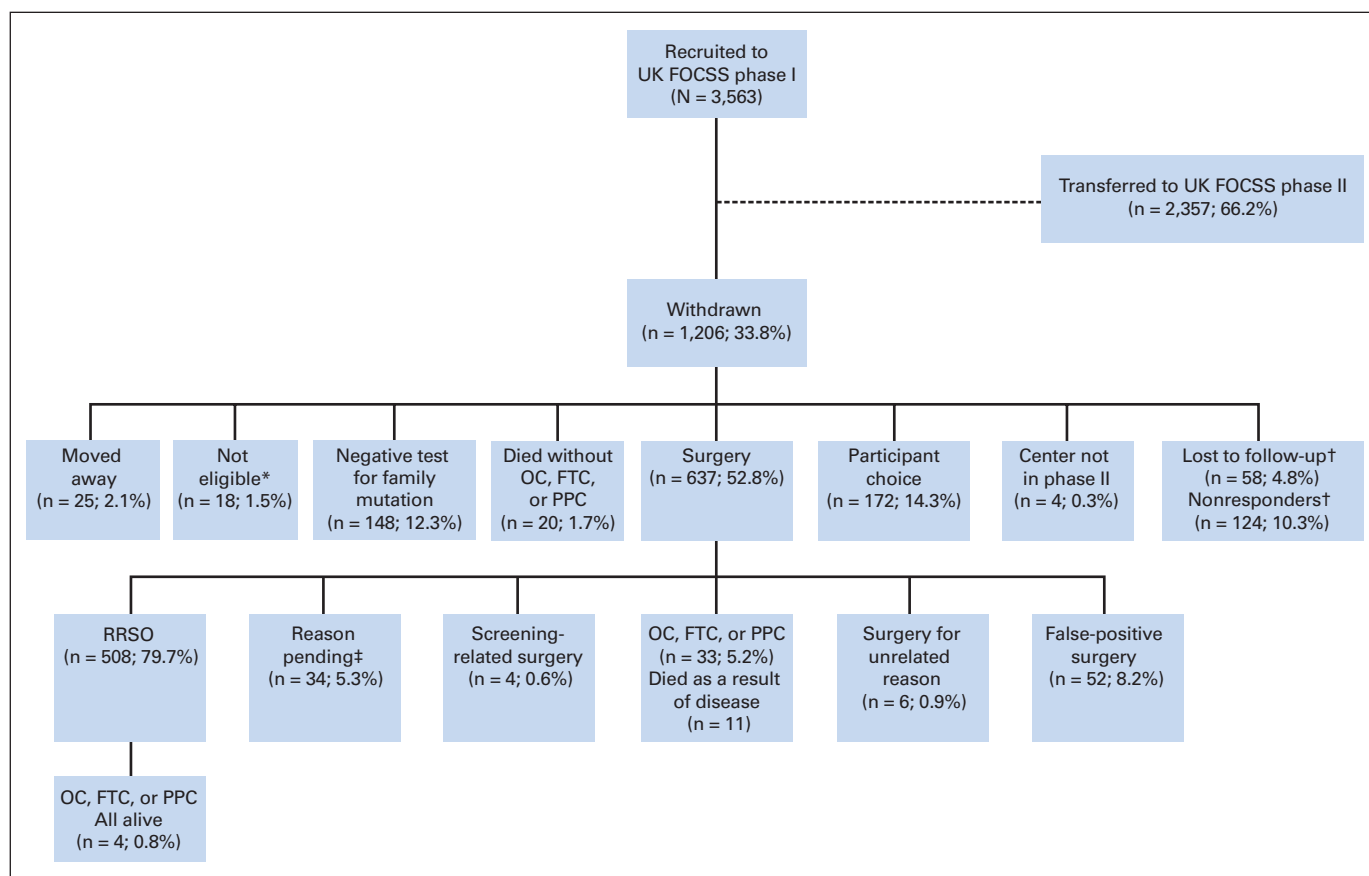 Recruited to
UK FOCSS phase I
(N = 3,563)
Transferred to UK FOCSS phase II
(n = 2,357; 66.2%)
Withdrawn
(n = 1,206; 33.8%)
Moved
away
(n = 25; 2.1%)
Not
eligible*
(n = 18; 1.5%)
Negative test
for family
mutation
(n = 148; 12.3%)
Died without
OC, FTC,
or PPC
(n = 20; 1.7%)
Surgery
(n = 637; 52.8%)
Participant
choice
(n = 172; 14.3%)
Center not
in phase II
(n = 4; 0.3%)
Lost to follow-up†
(n = 58; 4.8%)
Nonresponders†
(n = 124; 10.3%)
RRSO
(n = 508; 79.7%)
Reason
pending‡
(n = 34; 5.3%)
Screening-
related surgery
(n = 4; 0.6%)
OC, FTC, or PPC
(n = 33; 5.2%)
Died as a result
of disease
(n = 11)
Surgery for
unrelated
reason
(n = 6; 0.9%)
False-positive
surgery
(n = 52; 8.2%)
OC, FTC, or PPC
All alive
(n = 4; 0.8%)